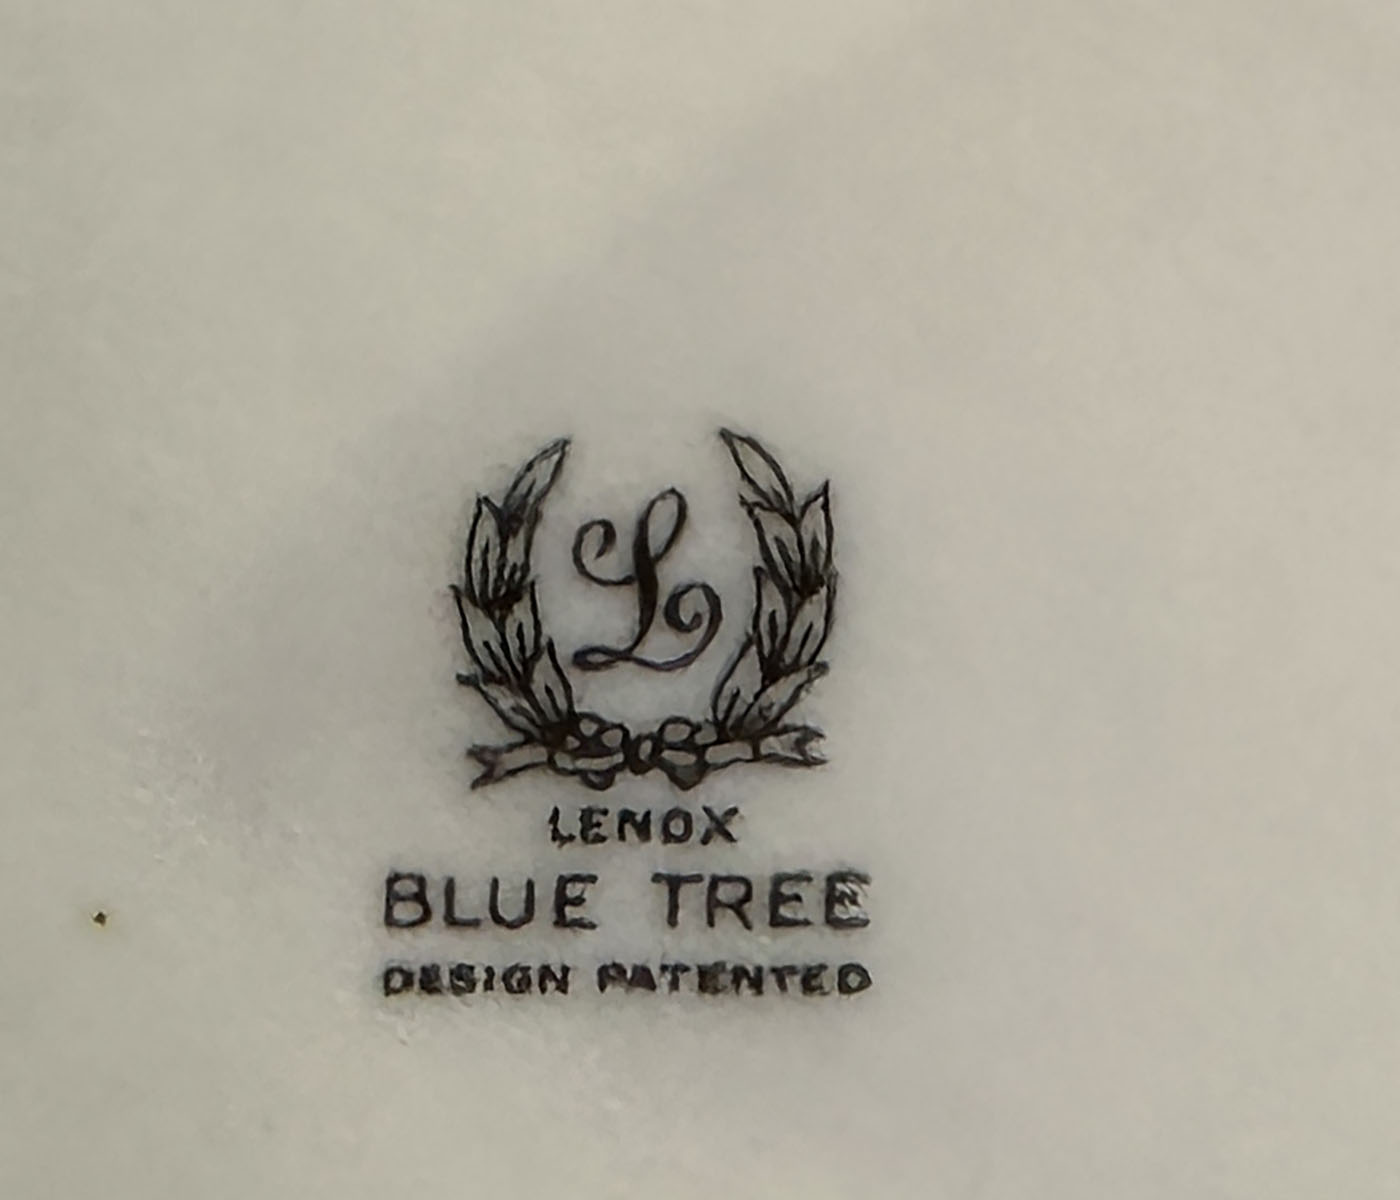 L
LENOX
BLUE TREE
DESIGN PATENTED